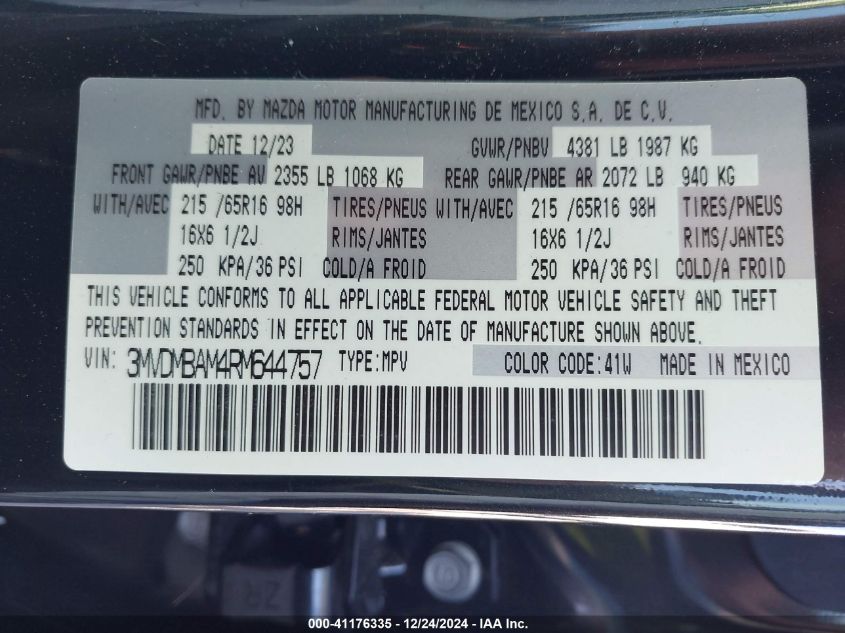 MFD. BY MAZDA MOTOR MANUFACTURING DE MEXICO S.A. DE C.V.
DATE 12/23 GVWR/PNBV 4381 LB 1987 KG
FRONT GAWR/PNBE AV 2355 LB 1068 KG REAR GAWR/PNBE AR 2072 LB 940 KG
WITH/AVEC 215 /65R16 98H TIRES/PNEUS WITH/AVEC 215 /65R16 98H TIRES/PNEUS
16X6 1/2J RIMS/JANTES 16X6 1/2J RIMS/JANTES
250 KPA/36 PSI COLD/A FROID 250 KPA/36 PSI COLD/A FROID
THIS VEHICLE CONFORMS TO ALL APPLICABLE FEDERAL MOTOR VEHICLE SAFETY AND THEFT
PREVENTION STANDARDS IN EFFECT ON THE DATE OF MANUFACTURE SHOWN ABOVE.
VIN: 3MVDMBAM4RM644757 TYPE:MPV COLOR CODE:41W MADE IN MEXICO
000-41176335 - 12/24/2024 - IAA Inc.